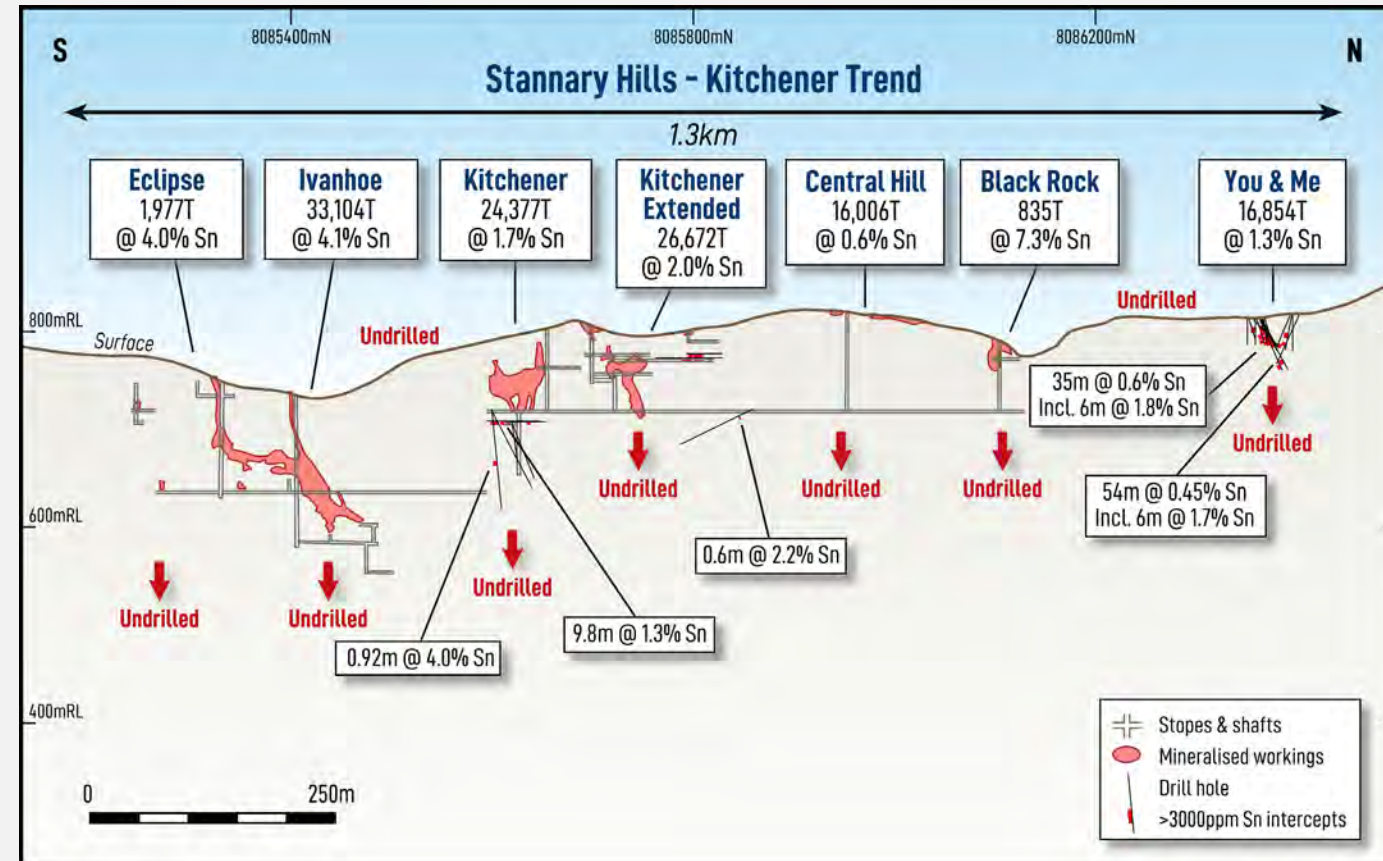 8085400mN
8085800mN
8086200mN
S
N
Stannary Hills - Kitchener Trend
1.3km
Eclipse
1,977T
@ 4.0% Sn
Ivanhoe
33,104T
@ 4.1% Sn
Kitchener
24,377T
@ 1.7% Sn
Kitchener
Extended
26,672T
@ 2.0% Sn
Central Hill
16,006T
@ 0.6% Sn
Black Rock
835T
@ 7.3% Sn
You & Me
16,854T
@ 1.3% Sn
800mRL
Surface
Undrilled
Undrilled
35m @ 0.6% Sn
Incl. 6m @ 1.8% Sn
Undrilled
Undrilled
Undrilled
Undrilled
54m @ 0.45% Sn
Incl. 6m @ 1.7% Sn
600mRL
0.6m @ 2.2% Sn
Undrilled
Undrilled
Undrilled
9.8m @ 1.3% Sn
0.92m @ 4.0% Sn
400mRL
0
250m
Stopes & shafts
Mineralised workings
Drill hole
>3000ppm Sn intercepts